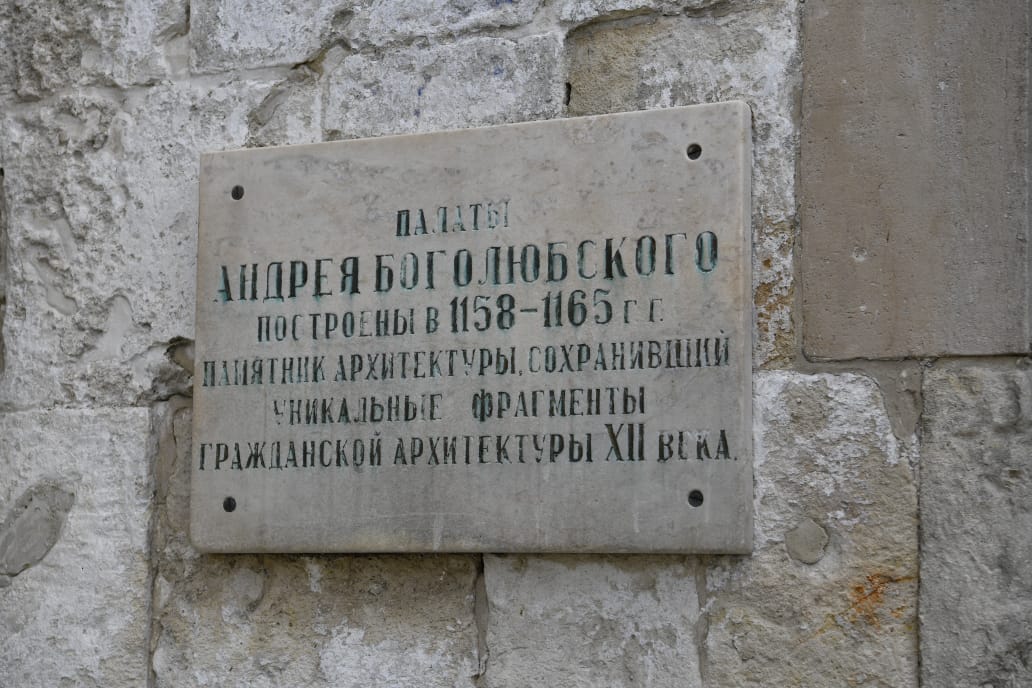 ПАЛАТЫ
АНДРЕЯ БОГОЛЮБСКОГО
ПОСТРОЕНЫ В 1158-1165 Г. Г.
ПАМЯТНИК АРХИТЕКТУРЫ, СОХРАНИВШИЙ
УНИКАЛЬНЫЕ ФРАГМЕНТЫ
ГРАЖДАНСКОЙ АРХИТЕКТУРЫ XII ВЕКА.